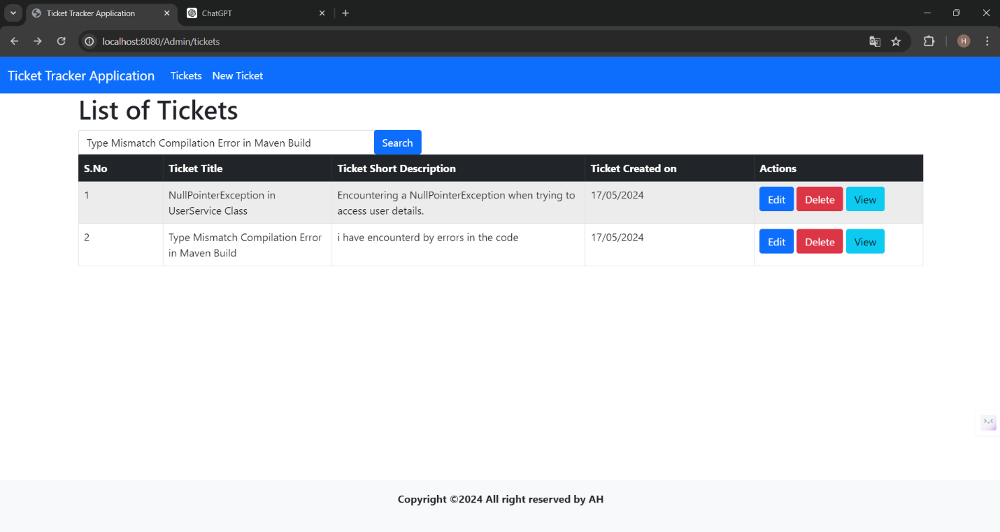 Ticket Tracker Application
ChatGPT
localhost:8080/Admin/tickets
H
Ticket Tracker Application Tickets New Ticket
List of Tickets
Type Mismatch Compilation Error in Maven Build Search
S.No Ticket Title Ticket Short Description Ticket Created on Actions
1 NullPointerException in Encountering a NullPointerException when trying to 17/05/2024 Edit Delete View
UserService Class access user details.
2 Type Mismatch Compilation Error i have encounterd by errors in the code 17/05/2024 Edit Delete View
in Maven Build
Copyright ©2024 All right reserved by AH